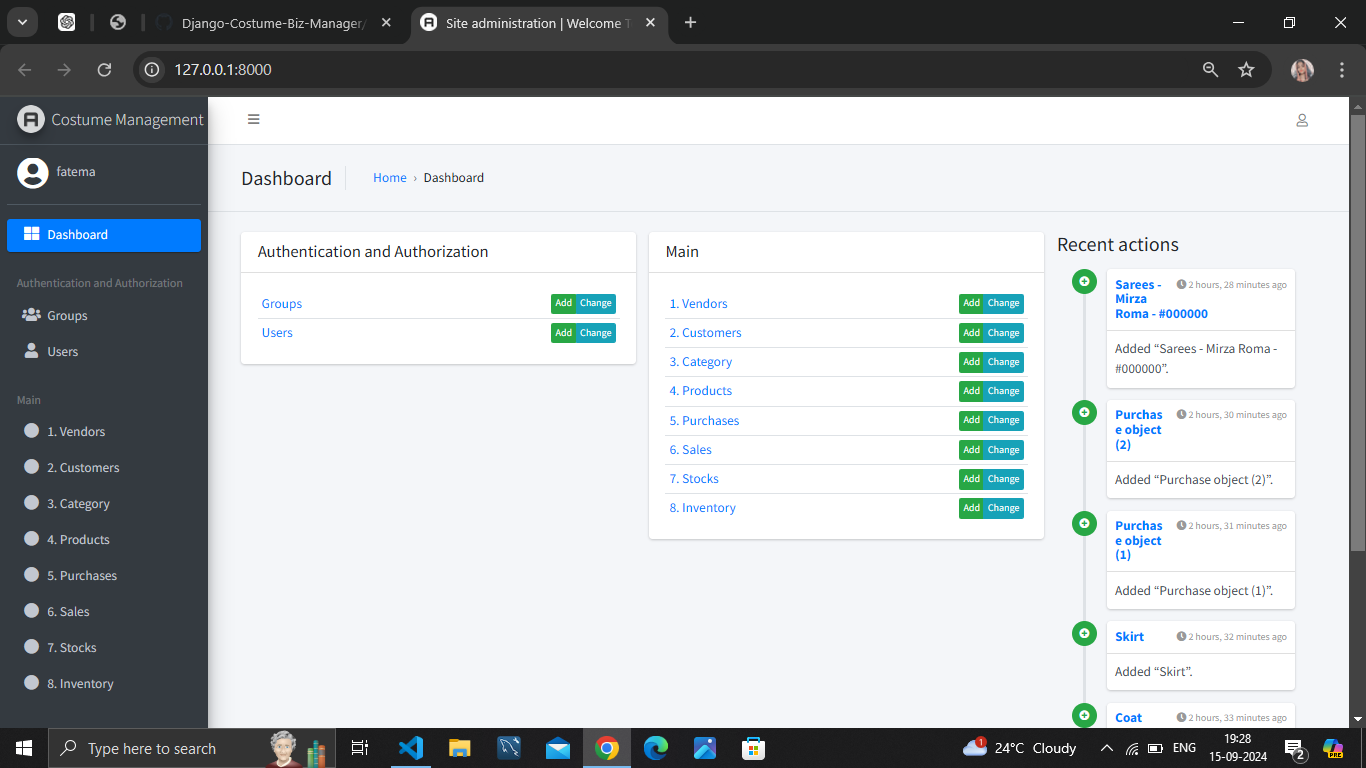 Django-Costume-Biz-Manager/
Site administration | Welcome T
127.0.0.1:8000
Costume Management
fatema
Dashboard
Authentication and Authorization
Groups
Users
Main
1. Vendors
2. Customers
3. Category
4. Products
5. Purchases
6. Sales
7. Stocks
8. Inventory
Dashboard
Home › Dashboard
Authentication and Authorization
Groups Add Change
Users Add Change
Main
1. Vendors Add Change
2. Customers Add Change
3. Category Add Change
4. Products Add Change
5. Purchases Add Change
6. Sales Add Change
7. Stocks Add Change
8. Inventory Add Change
Recent actions
Sarees - 2 hours, 28 minutes ago
Mirza
Roma - #000000
Added “Sarees - Mirza Roma -
#000000”.
Purchas 2 hours, 30 minutes ago
e object
(2)
Added “Purchase object (2)”.
Purchas 2 hours, 31 minutes ago
e object
(1)
Added “Purchase object (1)”.
Skirt 2 hours, 32 minutes ago
Added “Skirt”.
Coat 2 hours, 33 minutes ago
Type here to search
1
24°C Cloudy
ENG
19:28
15-09-2024
2
PRE